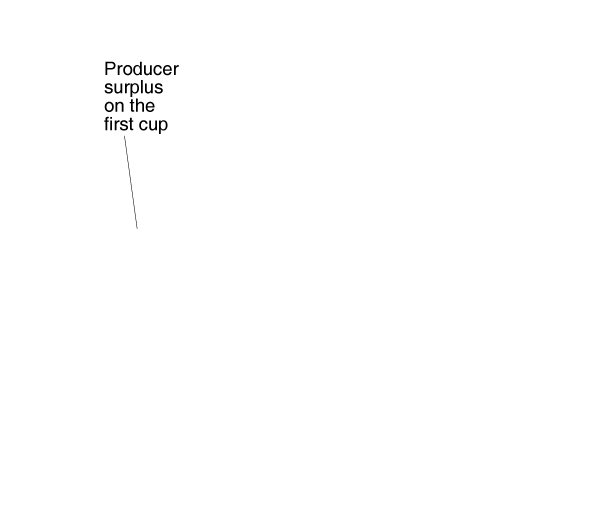 Producer
surplus
on the
first cup